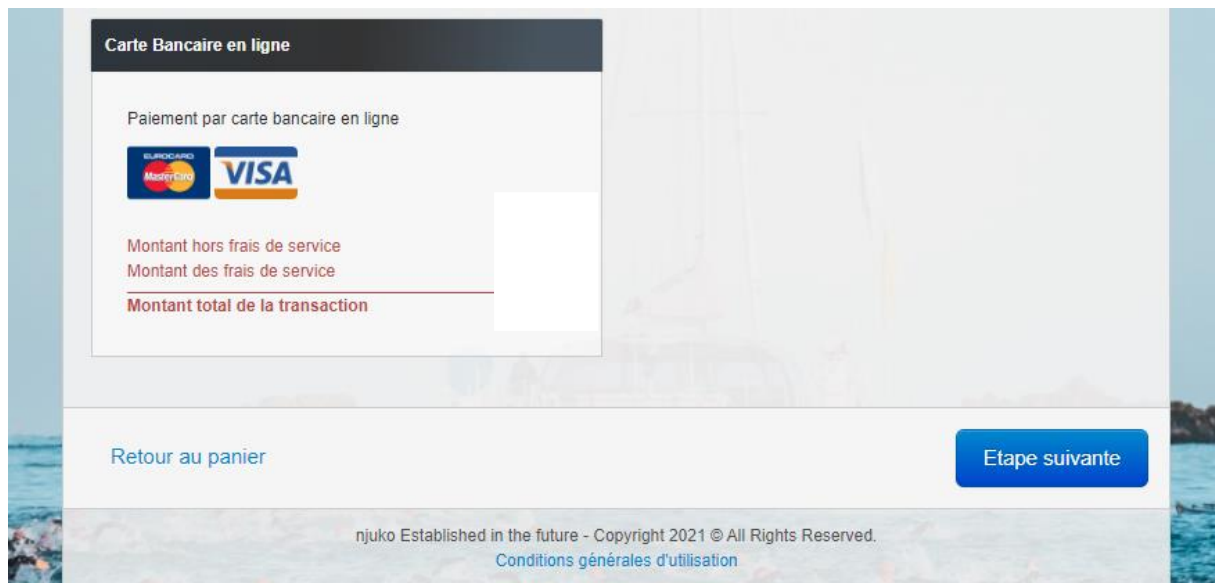 Carte Bancaire en ligne
Paiement par carte bancaire en ligne
EUROCARD
MasterCard
VISA
Montant hors frais de service
Montant des frais de service
Montant total de la transaction
Retour au panier
Etape suivante
njuko Established in the future - Copyright 2021 © All Rights Reserved.
Conditions générales d'utilisation